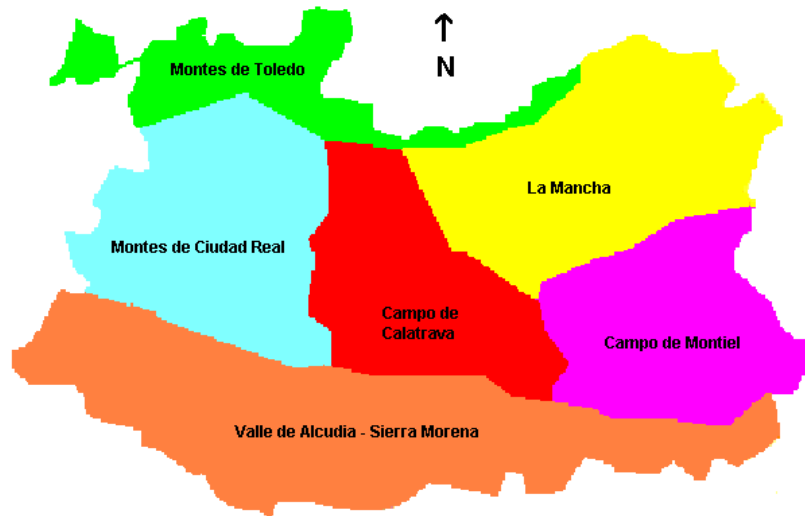 N
Montes de Toledo
La Mancha
Montes de Ciudad Real
Campo de
Calatrava
Campo de Montiel
Valle de Alcudia - Sierra Morena